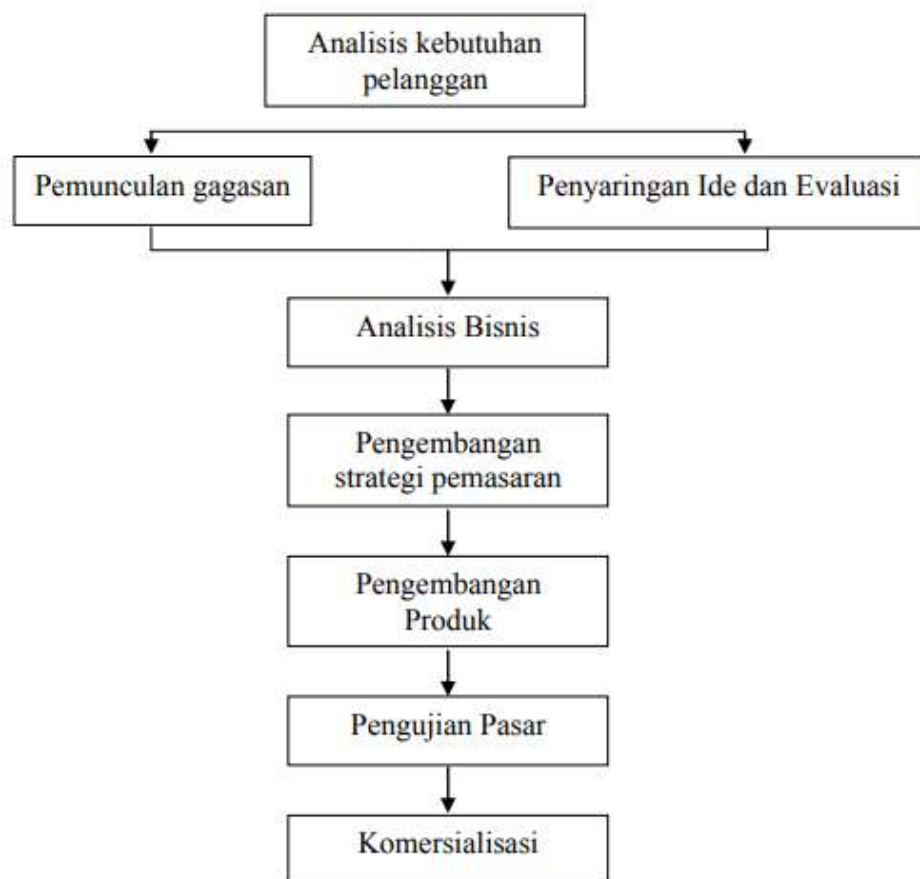 Analisis kebutuhan
pelanggan
Pemunculan gagasan
Penyaringan Ide dan Evaluasi
Analisis Bisnis
Pengembangan
strategi pemasaran
Pengembangan
Produk
Pengujian Pasar
Komersialisasi